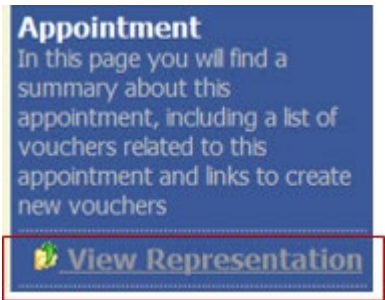 Appointment
In this page you will find a
summary about this
appointment, including a list of
vouchers related to this
appointment and links to create
new vouchers
View Representation